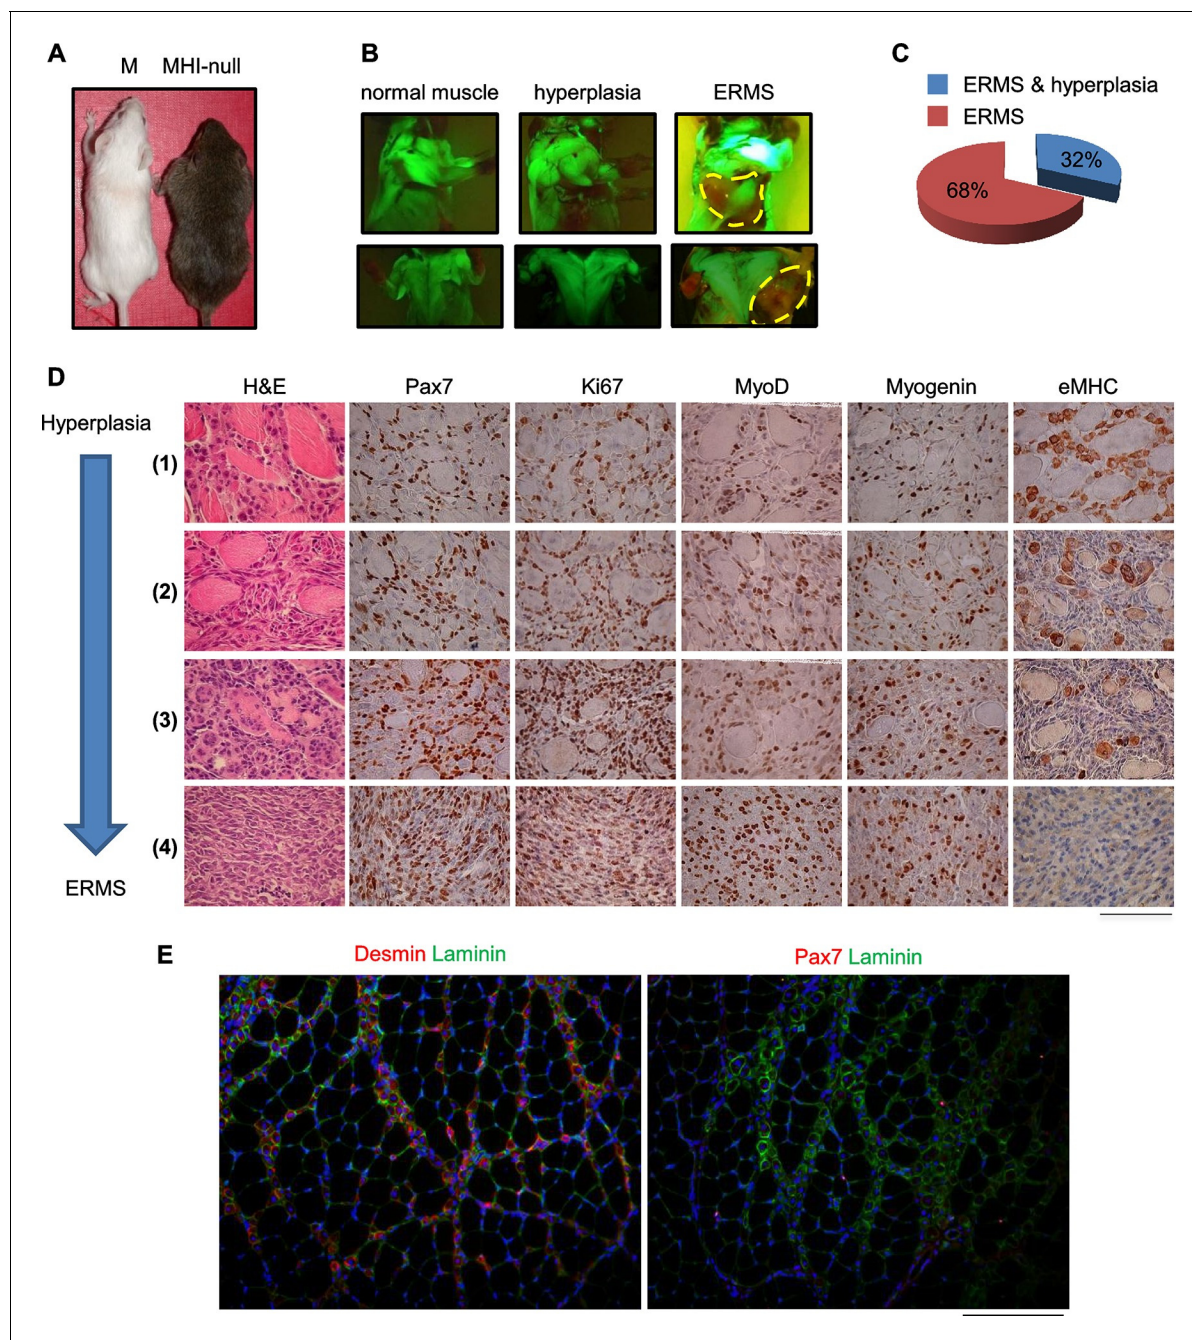 A
M MHI-null
B
normal muscle hyperplasia ERMS
C
ERMS & hyperplasia
ERMS
32%
68%
D
H&E Pax7 Ki67 MyoD Myogenin eMHC
Hyperplasia
(1)
(2)
(3)
(4)
ERMS
E
Desmin Laminin
Pax7 Laminin